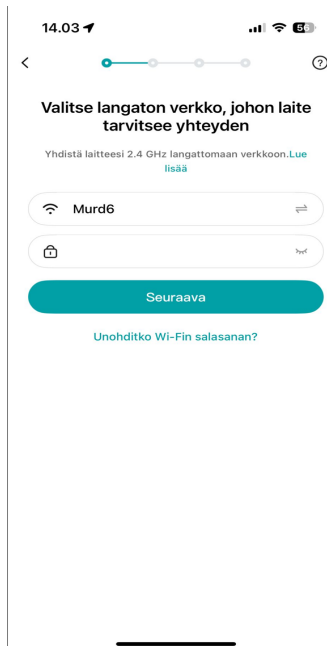 14.03
56
Valitse langaton verkko, johon laite
tarvitsee yhteyden
Yhdistä laitteesi 2.4 GHz langattomaan verkkoon.Lue
lisää
Murd6
Seuraava
Unohditko Wi-Fin salasanan?